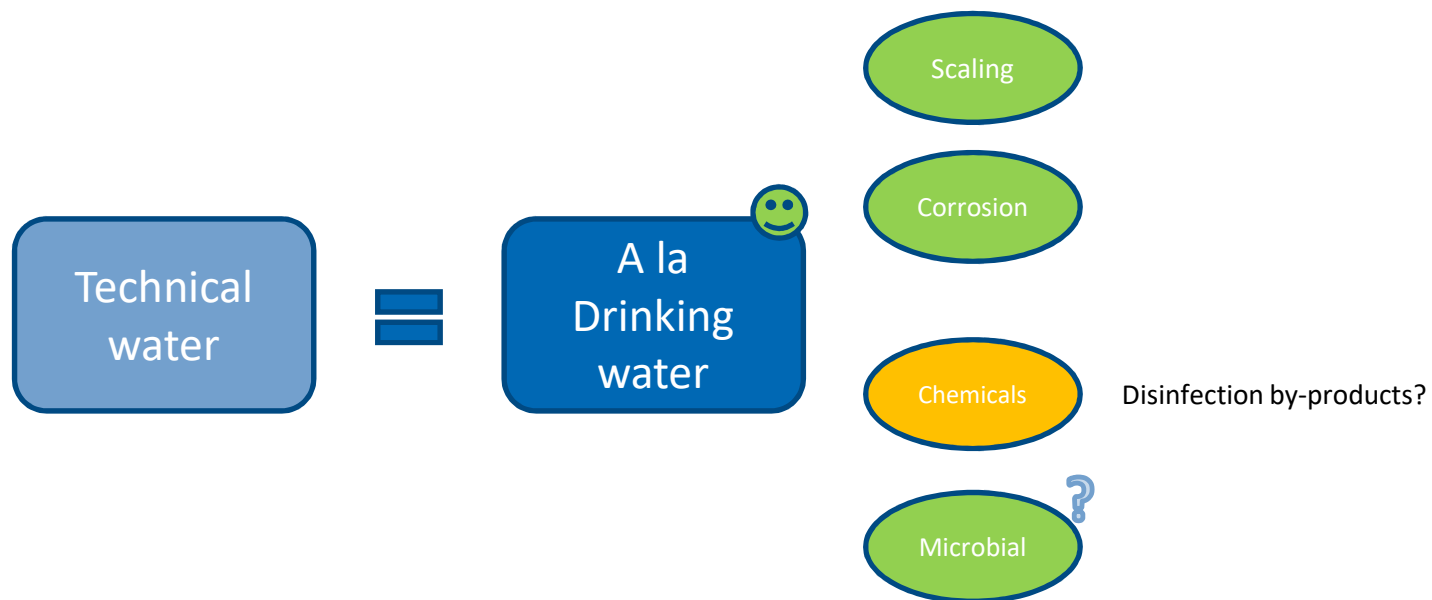 Technical
water
A la
Drinking
water
Scaling
Corrosion
Chemicals
Disinfection by-products?
?
Microbial